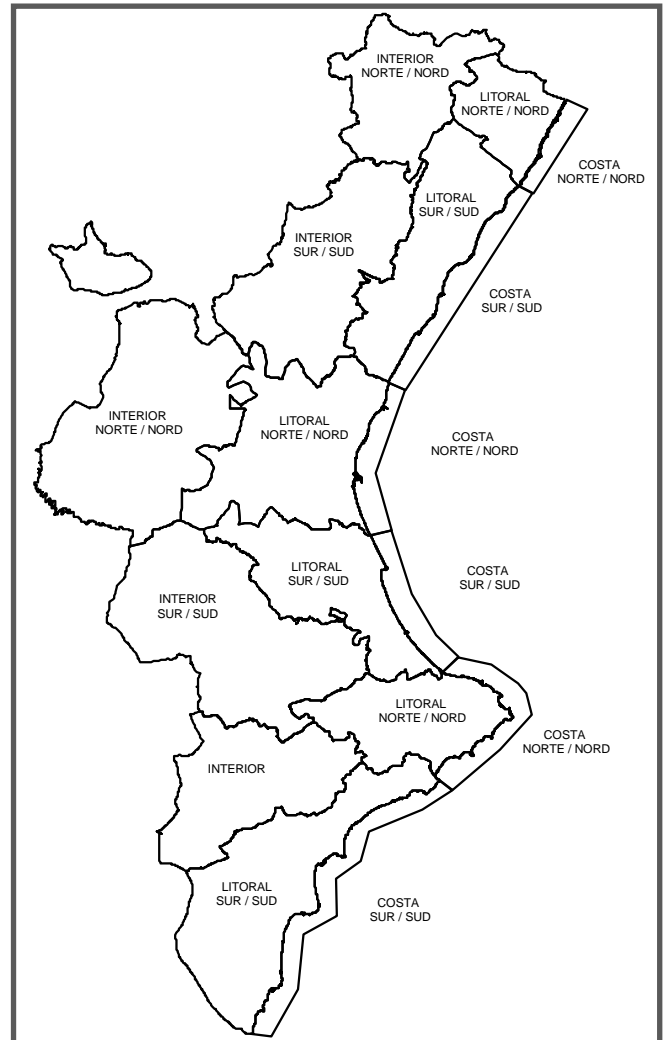 INTERIOR
NORTE / NORD
LITORAL
NORTE / NORD
COSTA
NORTE / NORD
LITORAL
SUR / SUD
INTERIOR
SUR / SUD
COSTA
SUR / SUD
INTERIOR
NORTE / NORD
LITORAL
NORTE / NORD
COSTA
NORTE / NORD
LITORAL
SUR / SUD
COSTA
SUR / SUD
INTERIOR
SUR / SUD
LITORAL
NORTE / NORD
COSTA
NORTE / NORD
INTERIOR
LITORAL
SUR / SUD
COSTA
SUR / SUD